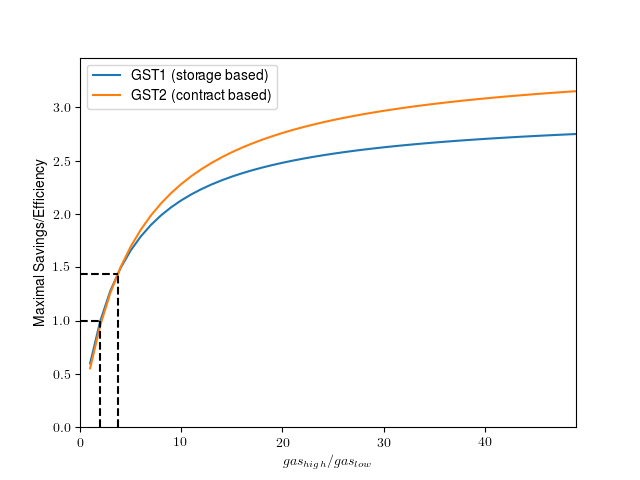 GST1 (storage based)
GST2 (contract based)
Maximal Savings/Efficiency
3.0
2.5
2.0
1.5
1.0
0.5
0.0
0 10 20 30 40
gas_high/gas_low